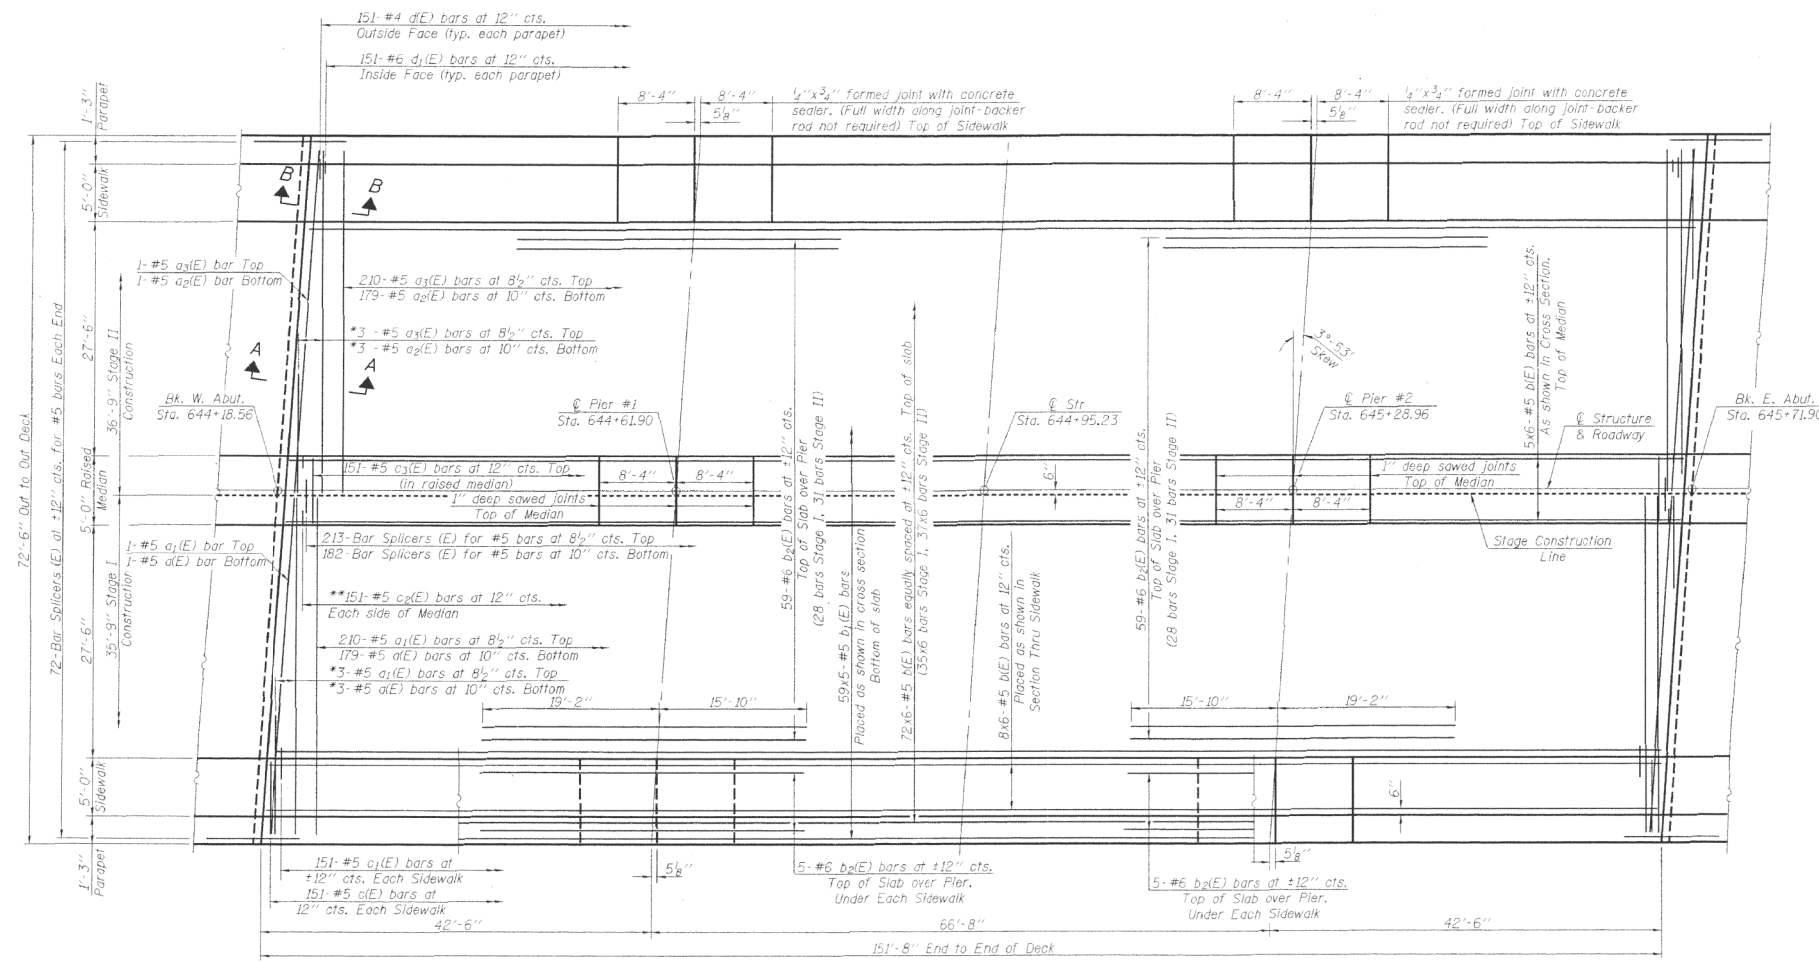 151-#4 d(E) bars at 12" cts.
Outside Face (typ. each parapet)
151-#6 d₁(E) bars at 12" cts.
Inside Face (typ. each parapet)
8'-4"
8'-4"
5⅛"
¼"x¾" formed joint with concrete
sealer. (Full width along joint-backer
rod not required) Top of Sidewalk
8'-4"
8'-4"
5⅛"
¼"x¾" formed joint with concrete
sealer. (Full width along joint-backer
rod not required) Top of Sidewalk
1'-3"
Parapet
5'-0"
Sidewalk
27'-6"
36'-9" Stage II
Construction
5'-0" Raised
Median
27'-6"
35'-9" Stage I
Construction
5'-0"
Sidewalk
1'-3"
Parapet
72'-6" Out to Out Deck
72-Bar Splicers (E) at ±12" cts. for #5 bars Each End
B
B
1-#5 a₃(E) bar Top
1-#5 a₂(E) bar Bottom
210-#5 a₃(E) bars at 8½" cts. Top
179-#5 a₂(E) bars at 10" cts. Bottom
*3 -#5 a₃(E) bars at 8½" cts. Top
*3 -#5 a₂(E) bars at 10" cts. Bottom
A
A
Bk. W. Abut.
Sta. 644+18.56
℄ Pier #1
Sta. 644+61.90
℄ Str
Sta. 644+95.23
3°-53'
Skew
℄ Pier #2
Sta. 645+28.96
℄ Structure
& Roadway
Bk. E. Abut.
Sta. 645+71.90
151-#5 c₃(E) bars at 12" cts. Top
(in raised median)
1" deep sawed joints
Top of Median
8'-4"
8'-4"
6"
8'-4"
8'-4"
1" deep sawed joints
Top of Median
Stage Construction
Line
1-#5 a₁(E) bar Top
1-#5 a(E) bar Bottom
213-Bar Splicers (E) for #5 bars at 8½" cts. Top
182-Bar Splicers (E) for #5 bars at 10" cts. Bottom
**151-#5 c₂(E) bars at 12" cts.
Each side of Median
210-#5 a₁(E) bars at 8½" cts. Top
179-#5 a(E) bars at 10" cts. Bottom
*3-#5 a₁(E) bars at 8½" cts. Top
*3-#5 a(E) bars at 10" cts. Bottom
59-#6 b₂(E) bars at ±12" cts.
Top of Slab over Pier
(28 bars Stage I, 31 bars Stage II)
59x5-#5 b₁(E) bars
Placed as shown in cross section
Bottom of slab
72x6-#5 b(E) bars equally spaced at ±12" cts. Top of slab
(35x6 bars Stage I, 37x6 bars Stage II)
8x6-#5 b(E) bars at 12" cts.
Placed as shown in
Section Thru Sidewalk
59-#6 b₂(E) bars at ±12" cts.
Top of Slab over Pier
(28 bars Stage I, 31 bars Stage II)
5x6-#5 b(E) bars at ±12" cts.
As shown in Cross Section.
Top of Median
19'-2"
15'-10"
15'-10"
19'-2"
6"
151-#5 c₁(E) bars at
±12" cts. Each Sidewalk
151-#5 c(E) bars at
12" cts. Each Sidewalk
5⅛"
5-#6 b₂(E) bars at ±12" cts.
Top of Slab over Pier.
Under Each Sidewalk
5⅛"
5-#6 b₂(E) bars at ±12" cts.
Top of Slab over Pier.
Under Each Sidewalk
42'-6"
66'-8"
42'-6"
151'-8" End to End of Deck